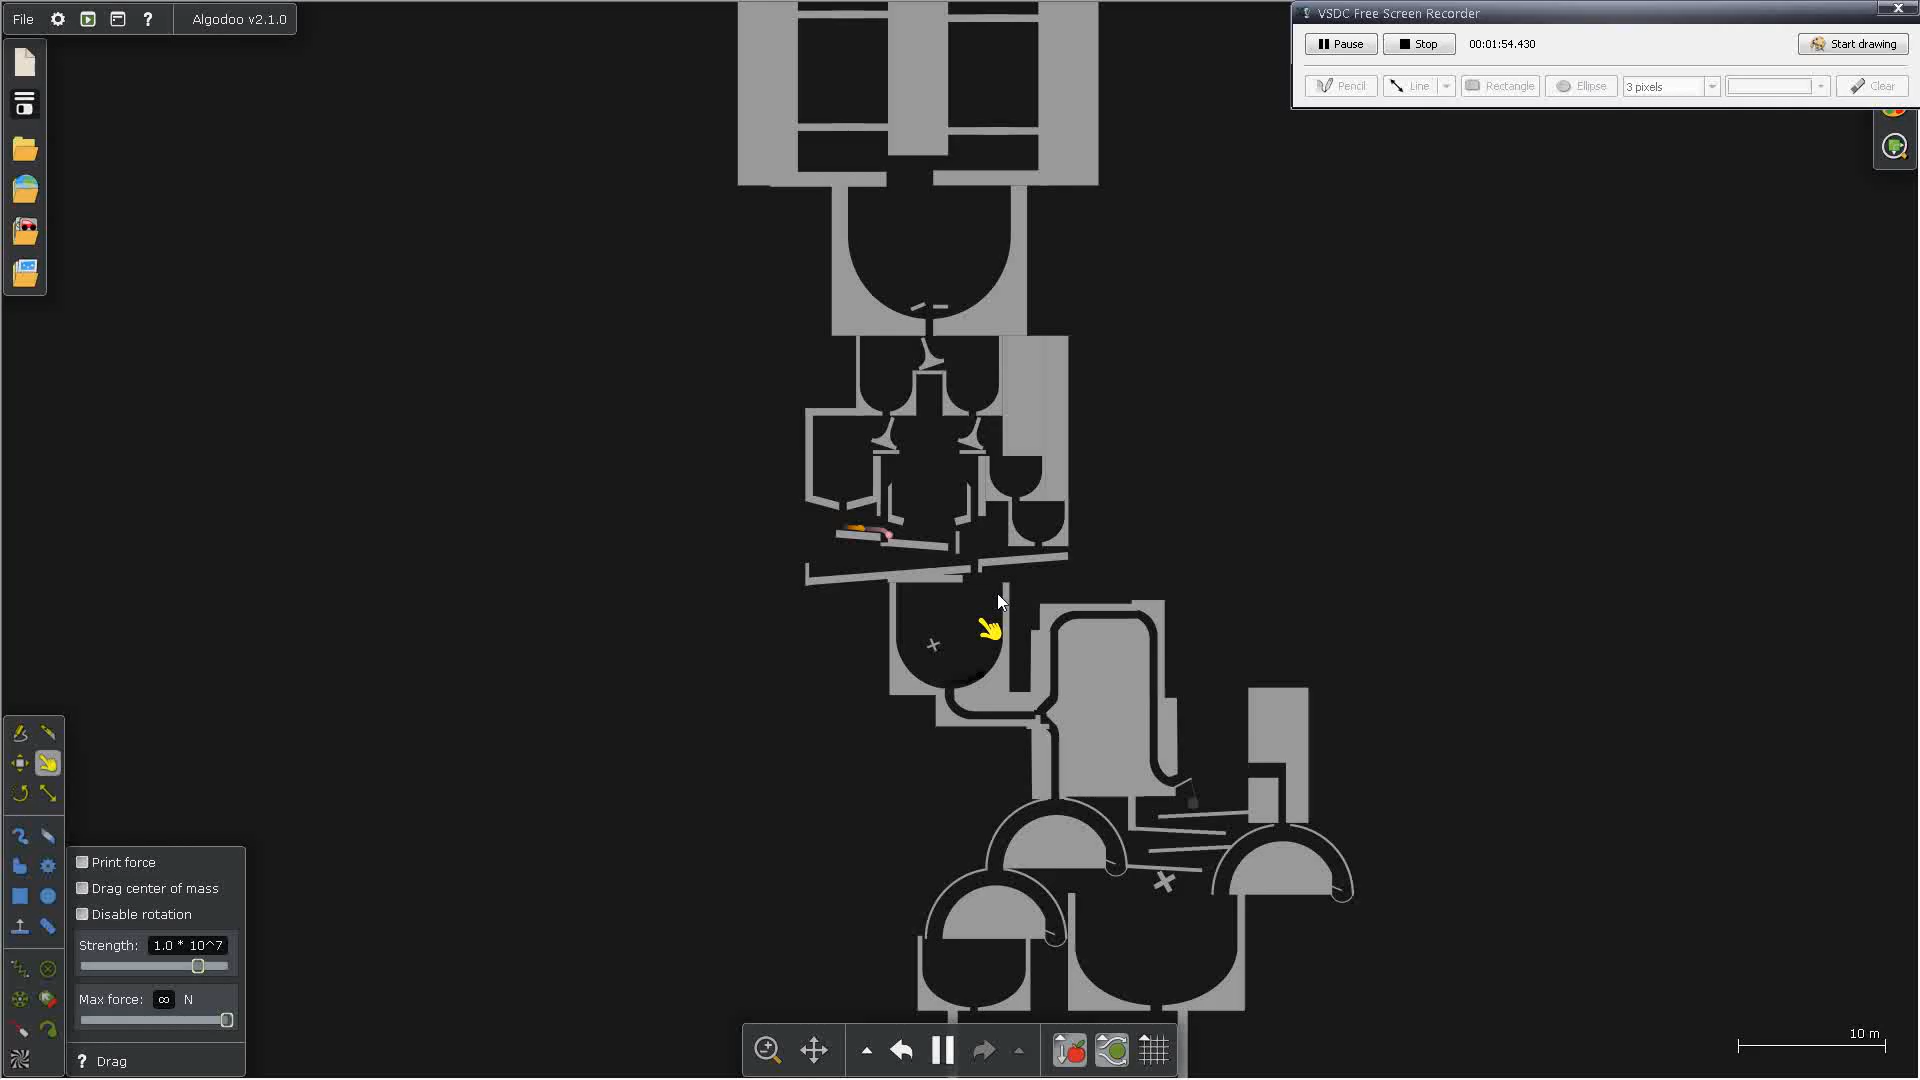 File ? Algodoo v2.1.0
VSDC Free Screen Recorder
Pause Stop 00:01:54.430 Start drawing
Pencil Line Rectangle Ellipse 3 pixels Clear
Print force
Drag center of mass
Disable rotation
Strength: 1.0 * 10^7
Max force: ∞ N
? Drag
10 m